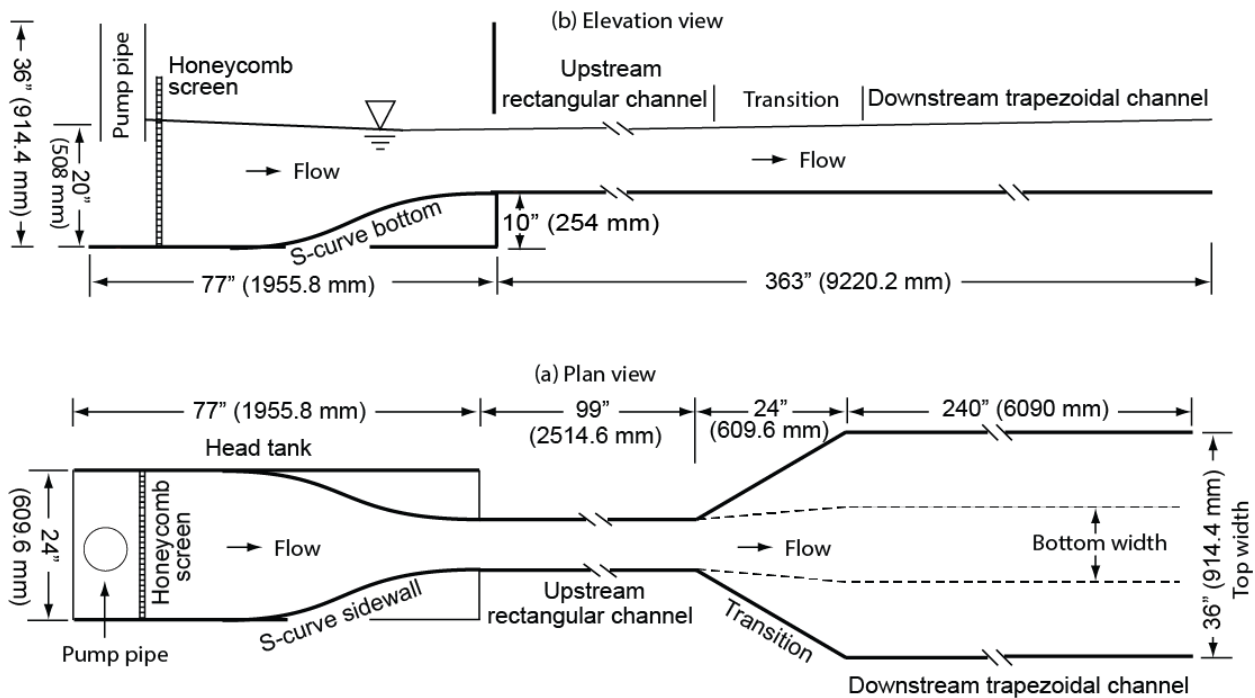 (b) Elevation view
36” (914.4 mm)
Pump pipe
Honeycomb
screen
Upstream
rectangular channel
Transition
Downstream trapezoidal channel
20”
(508 mm)
Flow
Flow
S-curve bottom
10” (254 mm)
77” (1955.8 mm)
363” (9220.2 mm)
(a) Plan view
77” (1955.8 mm)
99”
(2514.6 mm)
24”
(609.6 mm)
240” (6090 mm)
Head tank
24”
(609.6 mm)
Honeycomb
screen
Flow
Flow
Bottom width
36” (914.4 mm)
Top width
S-curve sidewall
Upstream
rectangular channel
Transition
Pump pipe
Downstream trapezoidal channel